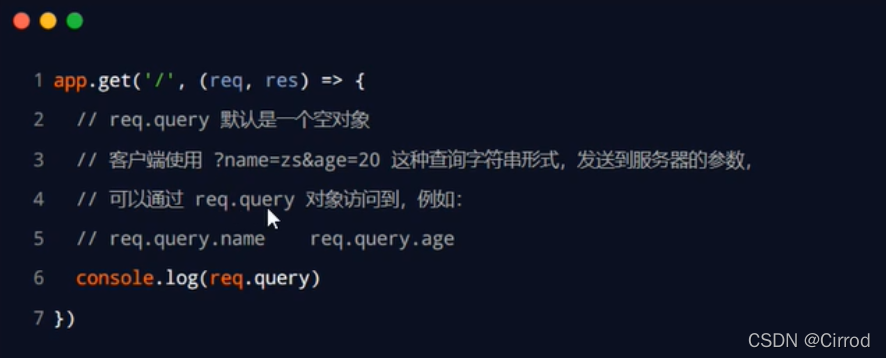 1 app.get('/', (req, res) => {
2 // req.query 默认是一个空对象
3 // 客户端使用 ?name=zs&age=20 这种查询字符串形式，发送到服务器的参数，
4 // 可以通过 req.query 对象访问到，例如：
5 // req.query.name    req.query.age
6 console.log(req.query)
7 })
CSDN @Cirrod